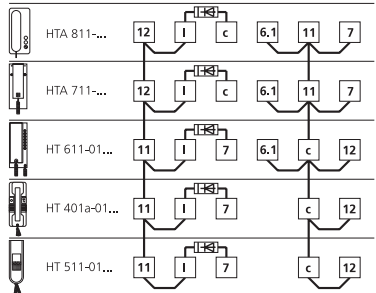 HTA 811-... 12 I c 6.1 11 7
HTA 711-... 12 I c 6.1 11 7
HT 611-01... 11 I 7 6.1 c 12
HT 401a-01... 11 I 7 c 12
HT 511-01... 11 I 7 c 12